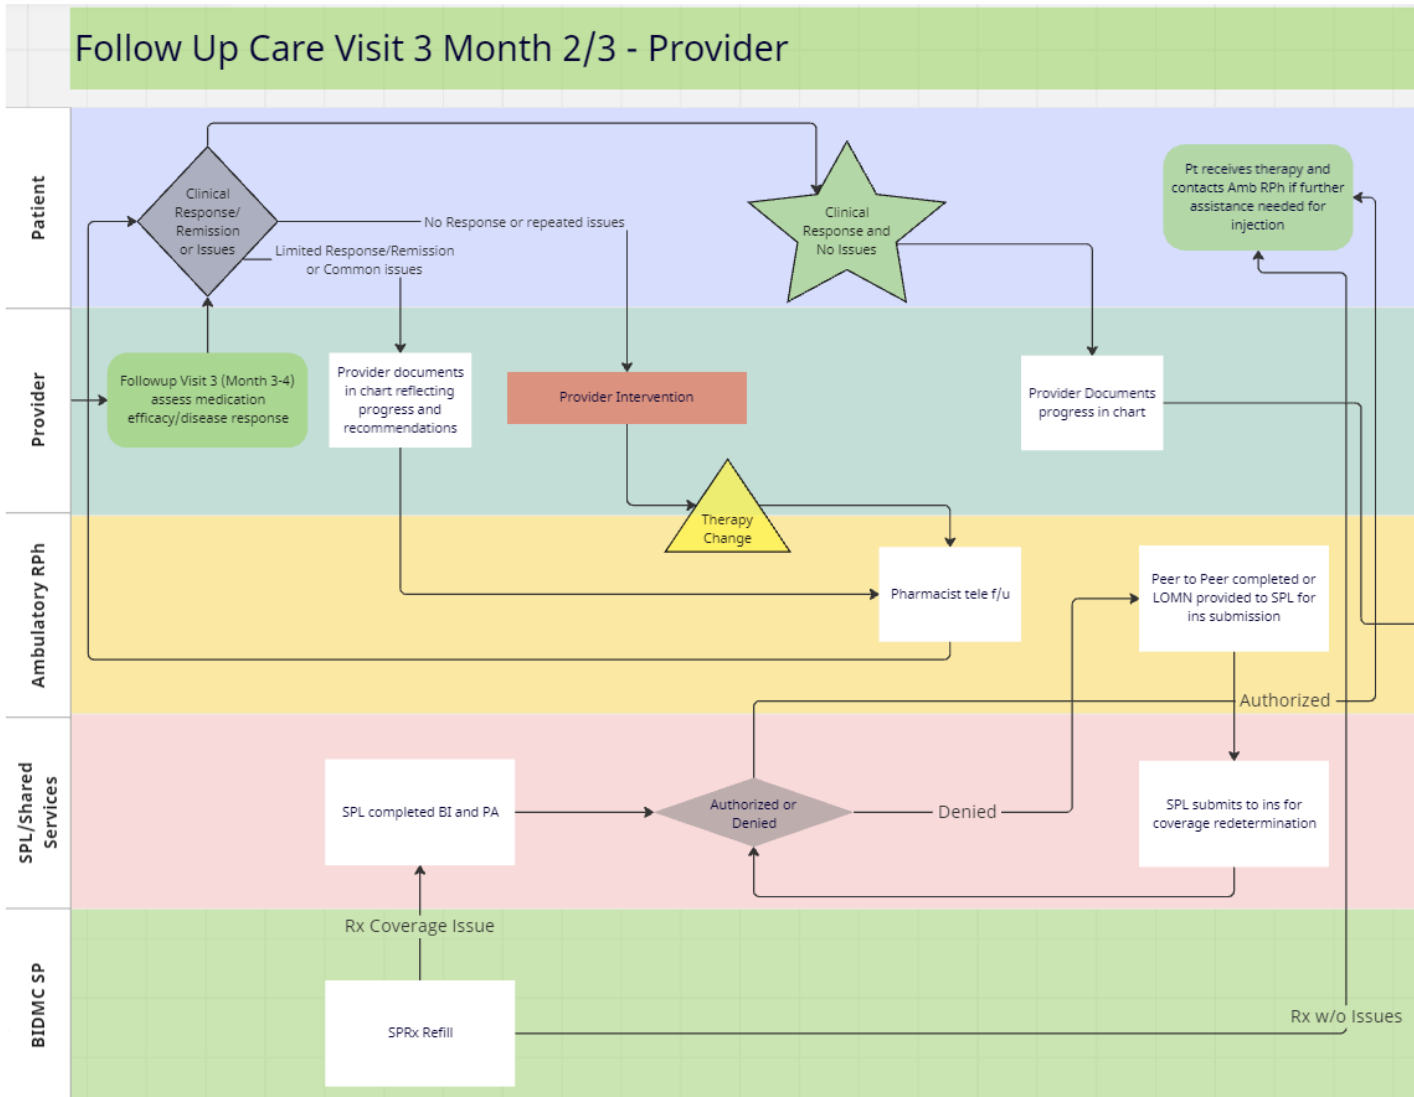 Follow Up Care Visit 3 Month 2/3 - Provider
Patient
Clinical
Response/
Remission
or Issues
No Response or repeated issues
Limited Response/Remission
or Common issues
Clinical
Response and
No Issues
Pt receives therapy and
contacts Amb RPh if further
assistance needed for
injection
Provider
Followup Visit 3 (Month 3-4)
assess medication
efficacy/disease response
Provider documents
in chart reflecting
progress and
recommendations
Provider Intervention
Provider Documents
progress in chart
Therapy
Change
Ambulatory RPh
Pharmacist tele f/u
Peer to Peer completed or
LOMN provided to SPL for
ins submission
Authorized
SPL/Shared
Services
SPL completed BI and PA
Authorized or
Denied
Denied
SPL submits to ins for
coverage redetermination
BIDMC SP
Rx Coverage Issue
SPRx Refill
Rx w/o Issues